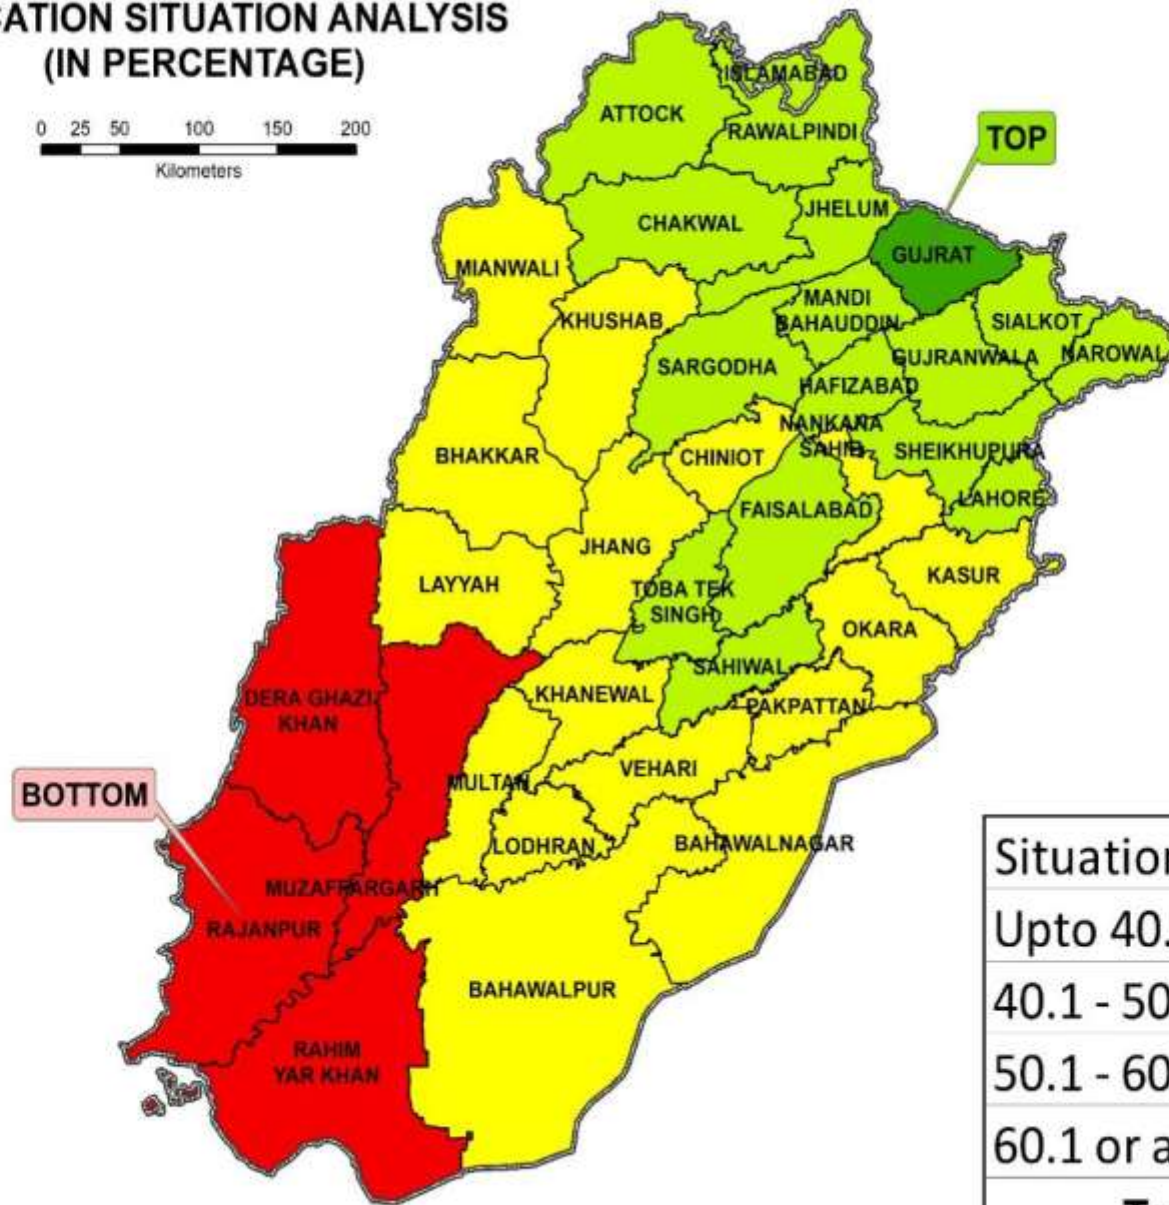 CATION SITUATION ANALYSIS
(IN PERCENTAGE)
0 25 50 100 150 200
Kilometers
ISLAMABAD
ATTOCK
RAWALPINDI
TOP
JHELUM
CHAKWAL
GUJRAT
MIANWALI
MANDI
BAHAUDDIN
KHUSHAB
SIALKOT
GUJRANWALA
NAROWAL
SARGODHA
HAFIZABAD
NANKANA
SAHIB
SHEIKHUPURA
BHAKKAR
CHINIOT
LAHORE
FAISALABAD
JHANG
KASUR
LAYYAH
TOBA TEK
SINGH
OKARA
SAHIWAL
DERA GHAZI
KHAN
KHANEWAL
PAKPATTAN
VEHARI
MULTAN
BOTTOM
LODHRAN
BAHAWALNAGAR
MUZAFFARGARH
RAJANPUR
BAHAWALPUR
RAHIM
YAR KHAN
Situation
Upto 40.
40.1 - 50
50.1 - 60
60.1 or a